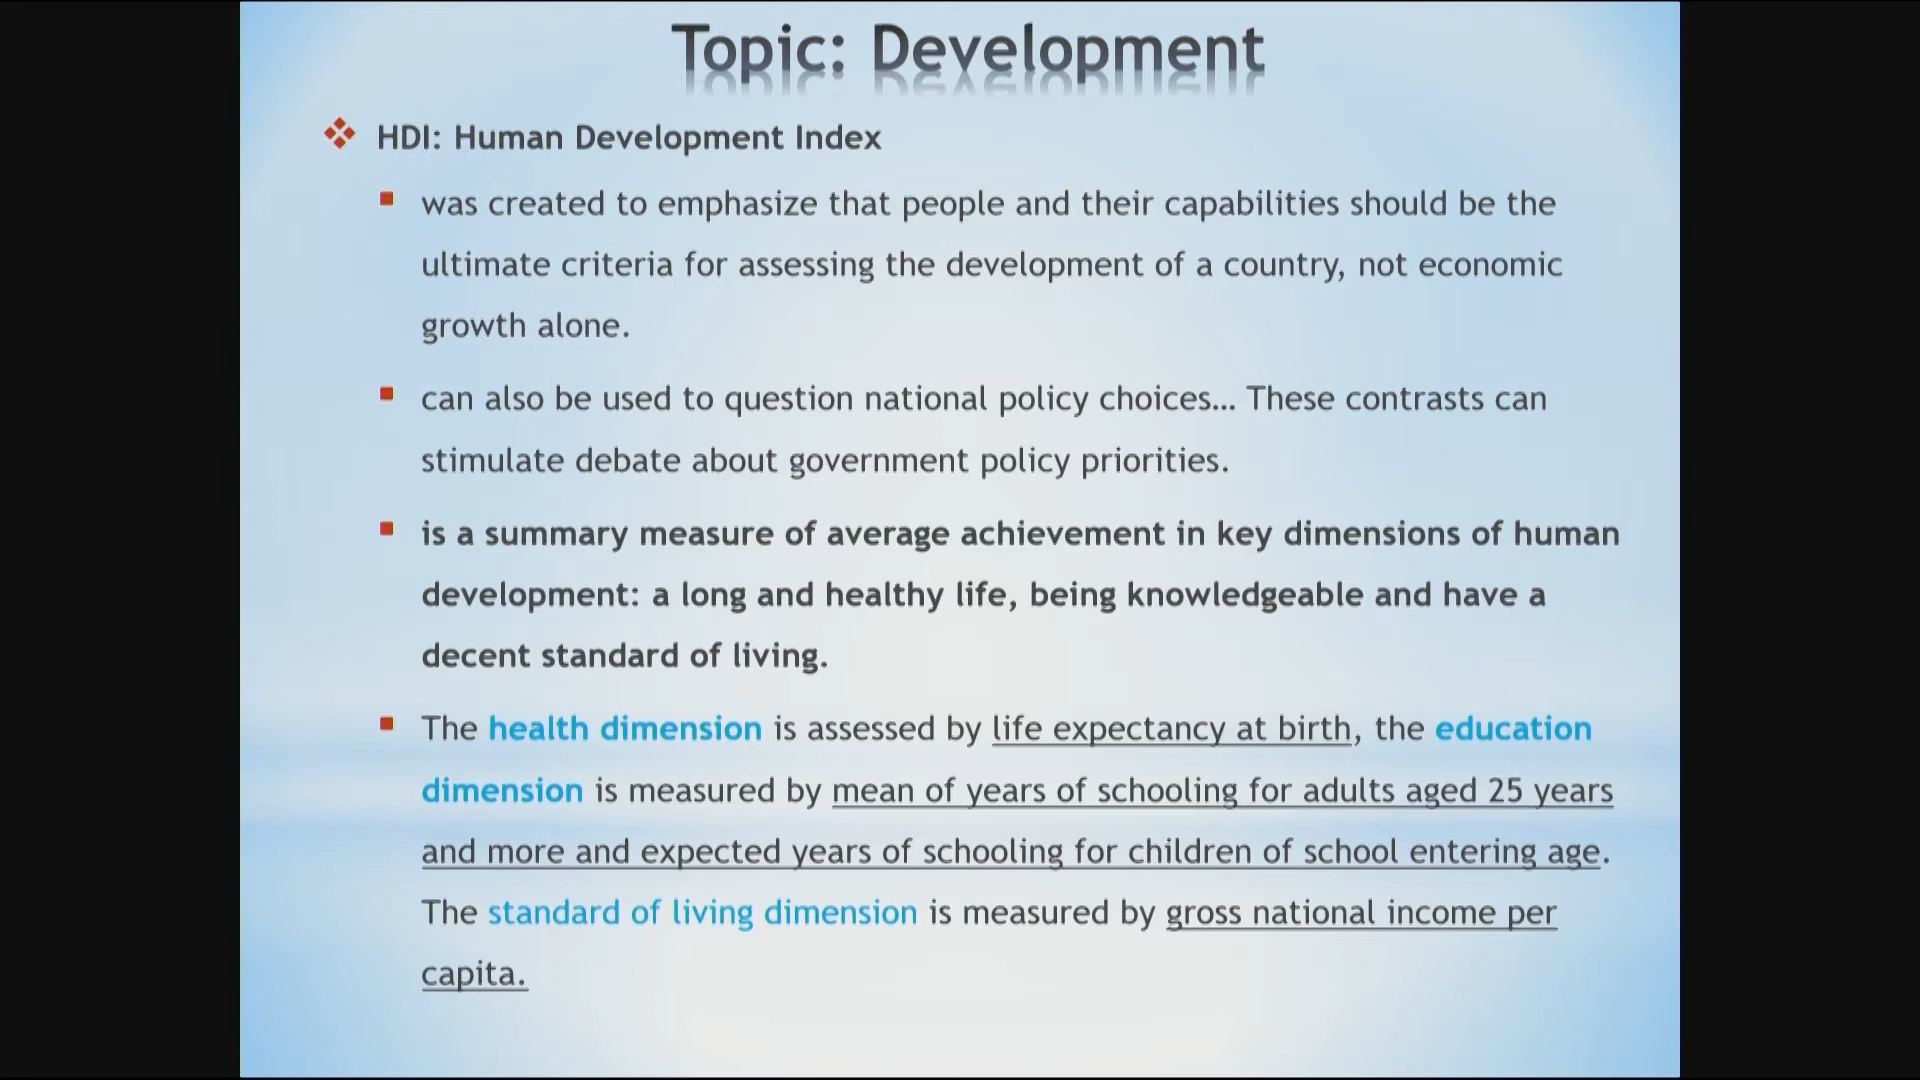 Topic: Development
HDI: Human Development Index
was created to emphasize that people and their capabilities should be the
ultimate criteria for assessing the development of a country, not economic
growth alone.
can also be used to question national policy choices... These contrasts can
stimulate debate about government policy priorities.
is a summary measure of average achievement in key dimensions of human
development: a long and healthy life, being knowledgeable and have a
decent standard of living.
The health dimension is assessed by life expectancy at birth, the education
dimension is measured by mean of years of schooling for adults aged 25 years
and more and expected years of schooling for children of school entering age.
The standard of living dimension is measured by gross national income per
capita.